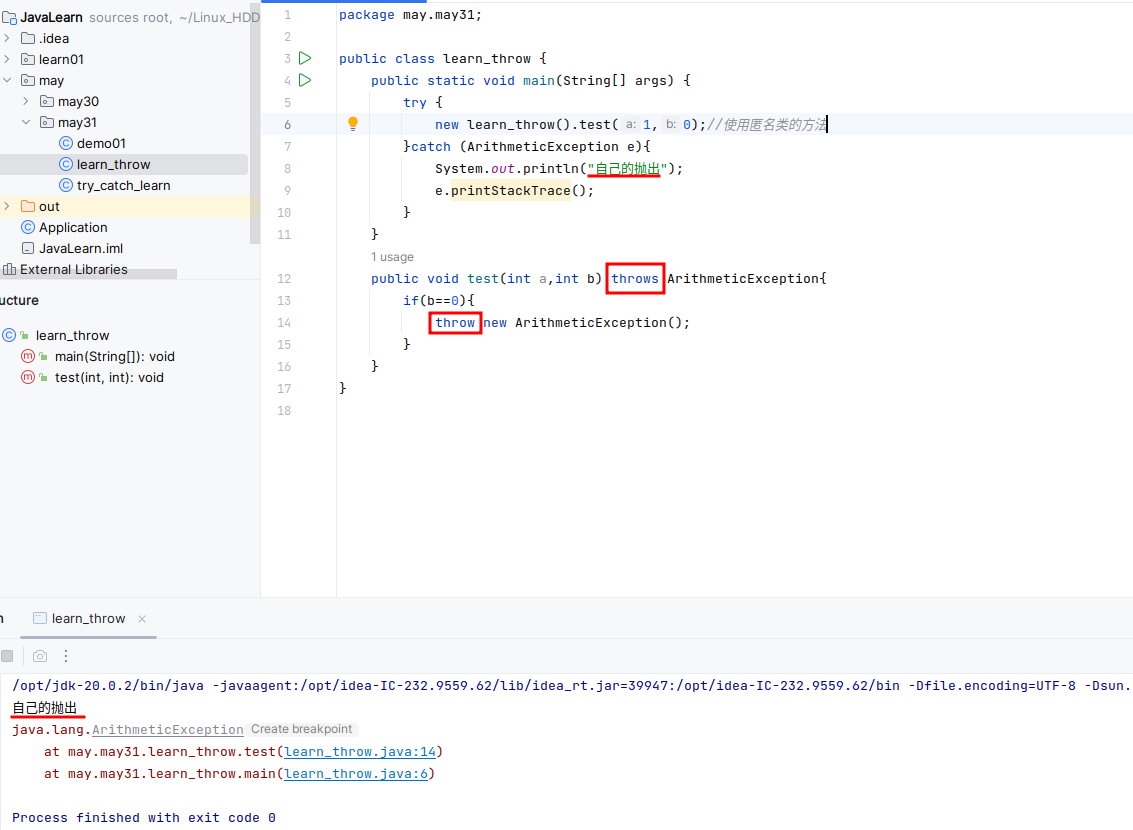 JavaLearn sources root, ~/Linux_HDD
.idea
learn01
may
may30
may31
demo01
learn_throw
try_catch_learn
out
Application
JavaLearn.iml
External Libraries
ucture
learn_throw
main(String[]): void
test(int, int): void
1 package may.may31;
2
3 public class learn_throw {
4 public static void main(String[] args) {
5 try {
6 new learn_throw().test( a: 1, b: 0);//使用匿名类的方法
7 }catch (ArithmeticException e){
8 System.out.println("自己的抛出");
9 e.printStackTrace();
10 }
11 }
1 usage
12 public void test(int a,int b) throws ArithmeticException{
13 if(b==0){
14 throw new ArithmeticException();
15 }
16 }
17 }
18
n learn_throw
/opt/jdk-20.0.2/bin/java -javaagent:/opt/idea-IC-232.9559.62/lib/idea_rt.jar=39947:/opt/idea-IC-232.9559.62/bin -Dfile.encoding=UTF-8 -Dsun.
自己的抛出
java.lang.ArithmeticException Create breakpoint
at may.may31.learn_throw.test(learn_throw.java:14)
at may.may31.learn_throw.main(learn_throw.java:6)
Process finished with exit code 0